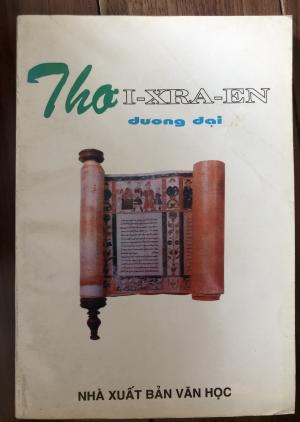 Thơ I-XRA-EN
đương đại
NHÀ XUẤT BẢN VĂN HỌC